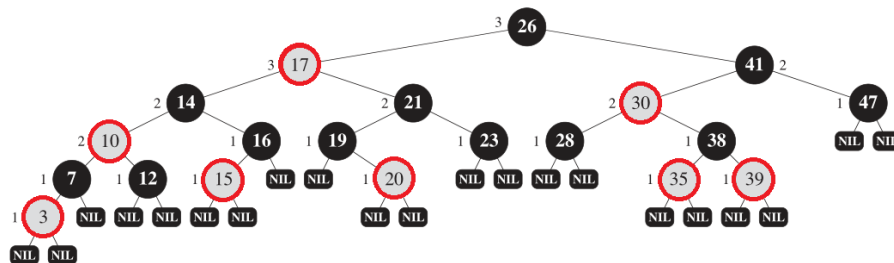 3 26
3 17 41 2
2 14 2 21 2 30 1 47
2 10 1 16 1 19 1 23 1 28 1 38 NIL NIL
1 7 1 12 1 15 NIL NIL 20 NIL NIL NIL NIL 1 35 1 39
1 3 NIL NIL NIL NIL NIL NIL NIL NIL NIL NIL NIL
NIL NIL